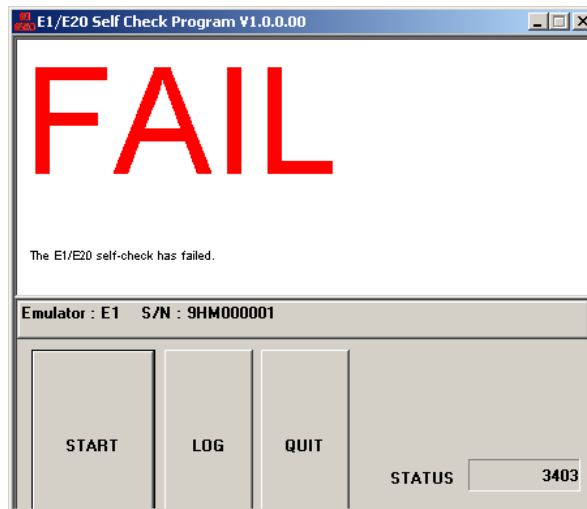 E1/E20 Self Check Program V1.0.0.00
FAIL
The E1/E20 self-check has failed.
Emulator : E1 S/N : 9HM000001
START LOG QUIT
STATUS 3403